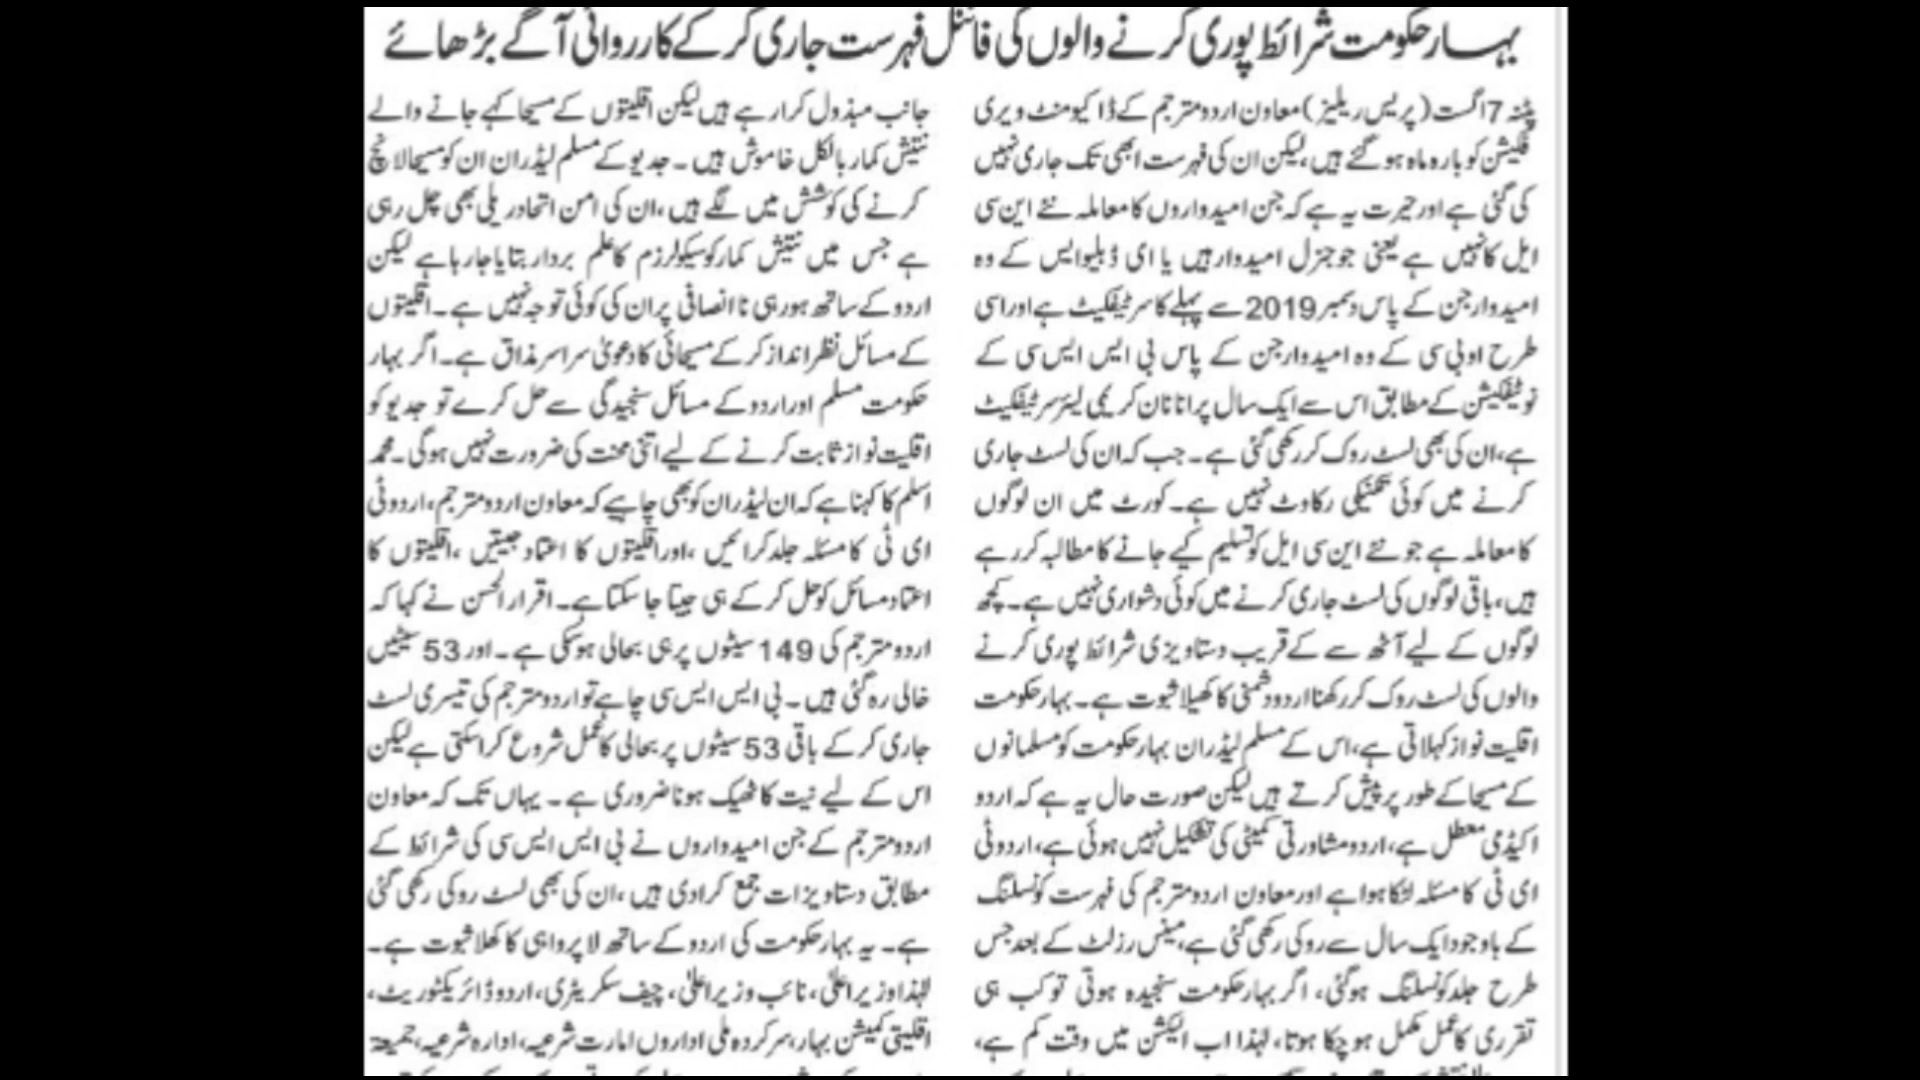 بہار حکومت شرائط پوری کرنے والوں کی فائنل فہرست جاری کر کے کارروائی آگے بڑھائے
پٹنہ 7 اگست (پریس ریلیز) معاون اردو مترجم کے ڈاکیومنٹ ویری
فکیشن کو بارہ ماہ ہو گئے ہیں، لیکن ان کی فہرست ابھی تک جاری نہیں
کی گئی ہے اور حیرت یہ ہے کہ جن امیدواروں کا معاملہ نئے این سی
ایل کا نہیں ہے یعنی جو جنرل امیدوار ہیں یا ای ڈبلیو ایس کے وہ
امیدوار جن کے پاس دسمبر 2019 سے پہلے کا سرٹیفکیٹ ہے اور اسی
طرح او بی سی کے وہ امیدوار جن کے پاس بی ایس ایس سی کے
نوٹیفکیشن کے مطابق اس سے ایک سال پرانا نان کریمی لیئر سرٹیفکیٹ
ہے، ان کی بھی لسٹ روک کر رکھی گئی ہے۔ جب کہ ان کی لسٹ جاری
کرنے میں کوئی تکنیکی رکاوٹ نہیں ہے۔ کورٹ میں ان لوگوں
کا معاملہ ہے جو نئے این سی ایل کو تسلیم کیے جانے کا مطالبہ کر رہے
ہیں، باقی لوگوں کی لسٹ جاری کرنے میں کوئی دشواری نہیں ہے۔ کچھ
لوگوں کے لیے آٹھ سے کے قریب دستاویزی شرائط پوری کرنے
والوں کی لسٹ روک کر رکھنا اردو دشمنی کا کھیلا ثبوت ہے۔ بہار حکومت
اقلیت نواز کہلاتی ہے، اس کے مسلم لیڈران بہار حکومت کو مسلمانوں
کے مسیحا کے طور پر پیش کرتے ہیں لیکن صورت حال یہ ہے کہ اردو
اکیڈمی معطل ہے، اردو مشاورتی کمیٹی کی تشکیل نہیں ہوئی ہے، اردو ٹی
ای ٹی کا مسئلہ لٹکا ہوا ہے اور معاون اردو مترجم کی فہرست کونسلنگ
کے باوجود ایک سال سے روکی رکھی گئی ہے، مینس رزلٹ کے بعد جس
طرح جلد کونسلنگ ہو گئی، اگر بہار حکومت سنجیدہ ہوتی تو کب ہی
تقرری کا عمل مکمل ہو چکا ہوتا، لہٰذا اب الیکشن میں وقت کم ہے،
جانب مبذول کرا رہے ہیں لیکن اقلیتوں کے مسیحا کہے جانے والے
نتیش کمار بالکل خاموش ہیں۔ جدیو کے مسلم لیڈران ان کو مسیحا لانچ
کرنے کی کوشش میں لگے ہیں، ان کی امن اتحاد ریلی بھی چل رہی
ہے جس میں نتیش کمار کو سیکولرزم کا علم بردار بتایا جا رہا ہے لیکن
اردو کے ساتھ ہو رہی نا انصافی پر ان کی کوئی توجہ نہیں ہے۔ اقلیتوں
کے مسائل نظر انداز کر کے مسیحائی کا دعویٰ سراسر مذاق ہے۔ اگر بہار
حکومت مسلم اور اردو کے مسائل سنجیدگی سے حل کرے تو جدیو کو
اقلیت نواز ثابت کرنے کے لیے اتنی محنت کی ضرورت نہیں ہوگی۔ محمد
اسلم کا کہنا ہے کہ ان لیڈران کو بھی چاہیے کہ معاون اردو مترجم، اردو ٹی
ای ٹی کا مسئلہ جلد کرائیں، اور اقلیتوں کا اعتماد جیتیں، اقلیتوں کا
اعتماد مسائل کو حل کر کے ہی جیتا جا سکتا ہے۔ اقرار الحسن نے کہا کہ
اردو مترجم کی 149 سیٹوں پر ہی بحالی ہو سکی ہے۔ اور 53 سیٹیں
خالی رہ گئی ہیں۔ بی ایس ایس سی چاہے تو اردو مترجم کی تیسری لسٹ
جاری کر کے باقی 53 سیٹوں پر بحالی کا عمل شروع کرا سکتی ہے لیکن
اس کے لیے نیت کا ٹھیک ہونا ضروری ہے۔ یہاں تک کہ معاون
اردو مترجم کے جن امیدواروں نے بی ایس ایس سی کی شرائط کے
مطابق دستاویزات جمع کرا دی ہیں، ان کی بھی لسٹ روکی رکھی گئی
ہے۔ یہ بہار حکومت کی اردو کے ساتھ لا پرواہی کا کھلا ثبوت ہے۔
لہٰذا وزیر اعلیٰ، نائب وزیر اعلیٰ، چیف سکریٹری، اردو ڈائریکٹوریٹ،
اقلیتی کمیشن بہار، سرکردہ ملی اداروں امارت شرعیہ، ادارہ شرعیہ، جمیعۃ